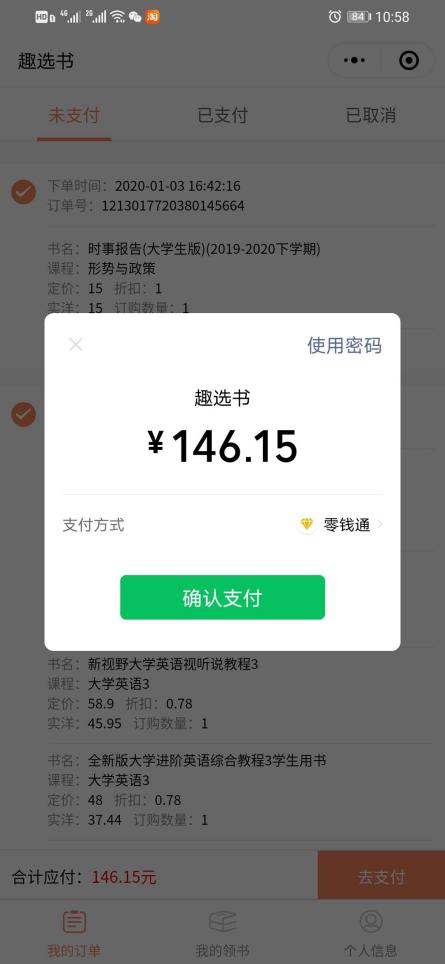 HD 4G 2G 淘 84 10:58
趣选书
未支付 已支付 已取消
下单时间：2020-01-03 16:42:16
订单号：1213017720380145664
书名：时事报告(大学生版)(2019-2020下学期)
课程：形势与政策
定价：15 折扣：1
实洋：15 订购数量：1
使用密码
趣选书
¥146.15
支付方式 零钱通
确认支付
书名：新视野大学英语视听说教程3
课程：大学英语3
定价：58.9 折扣：0.78
实洋：45.95 订购数量：1
书名：全新版大学进阶英语综合教程3学生用书
课程：大学英语3
定价：48 折扣：0.78
实洋：37.44 订购数量：1
合计应付：146.15元 去支付
我的订单 我的领书 个人信息